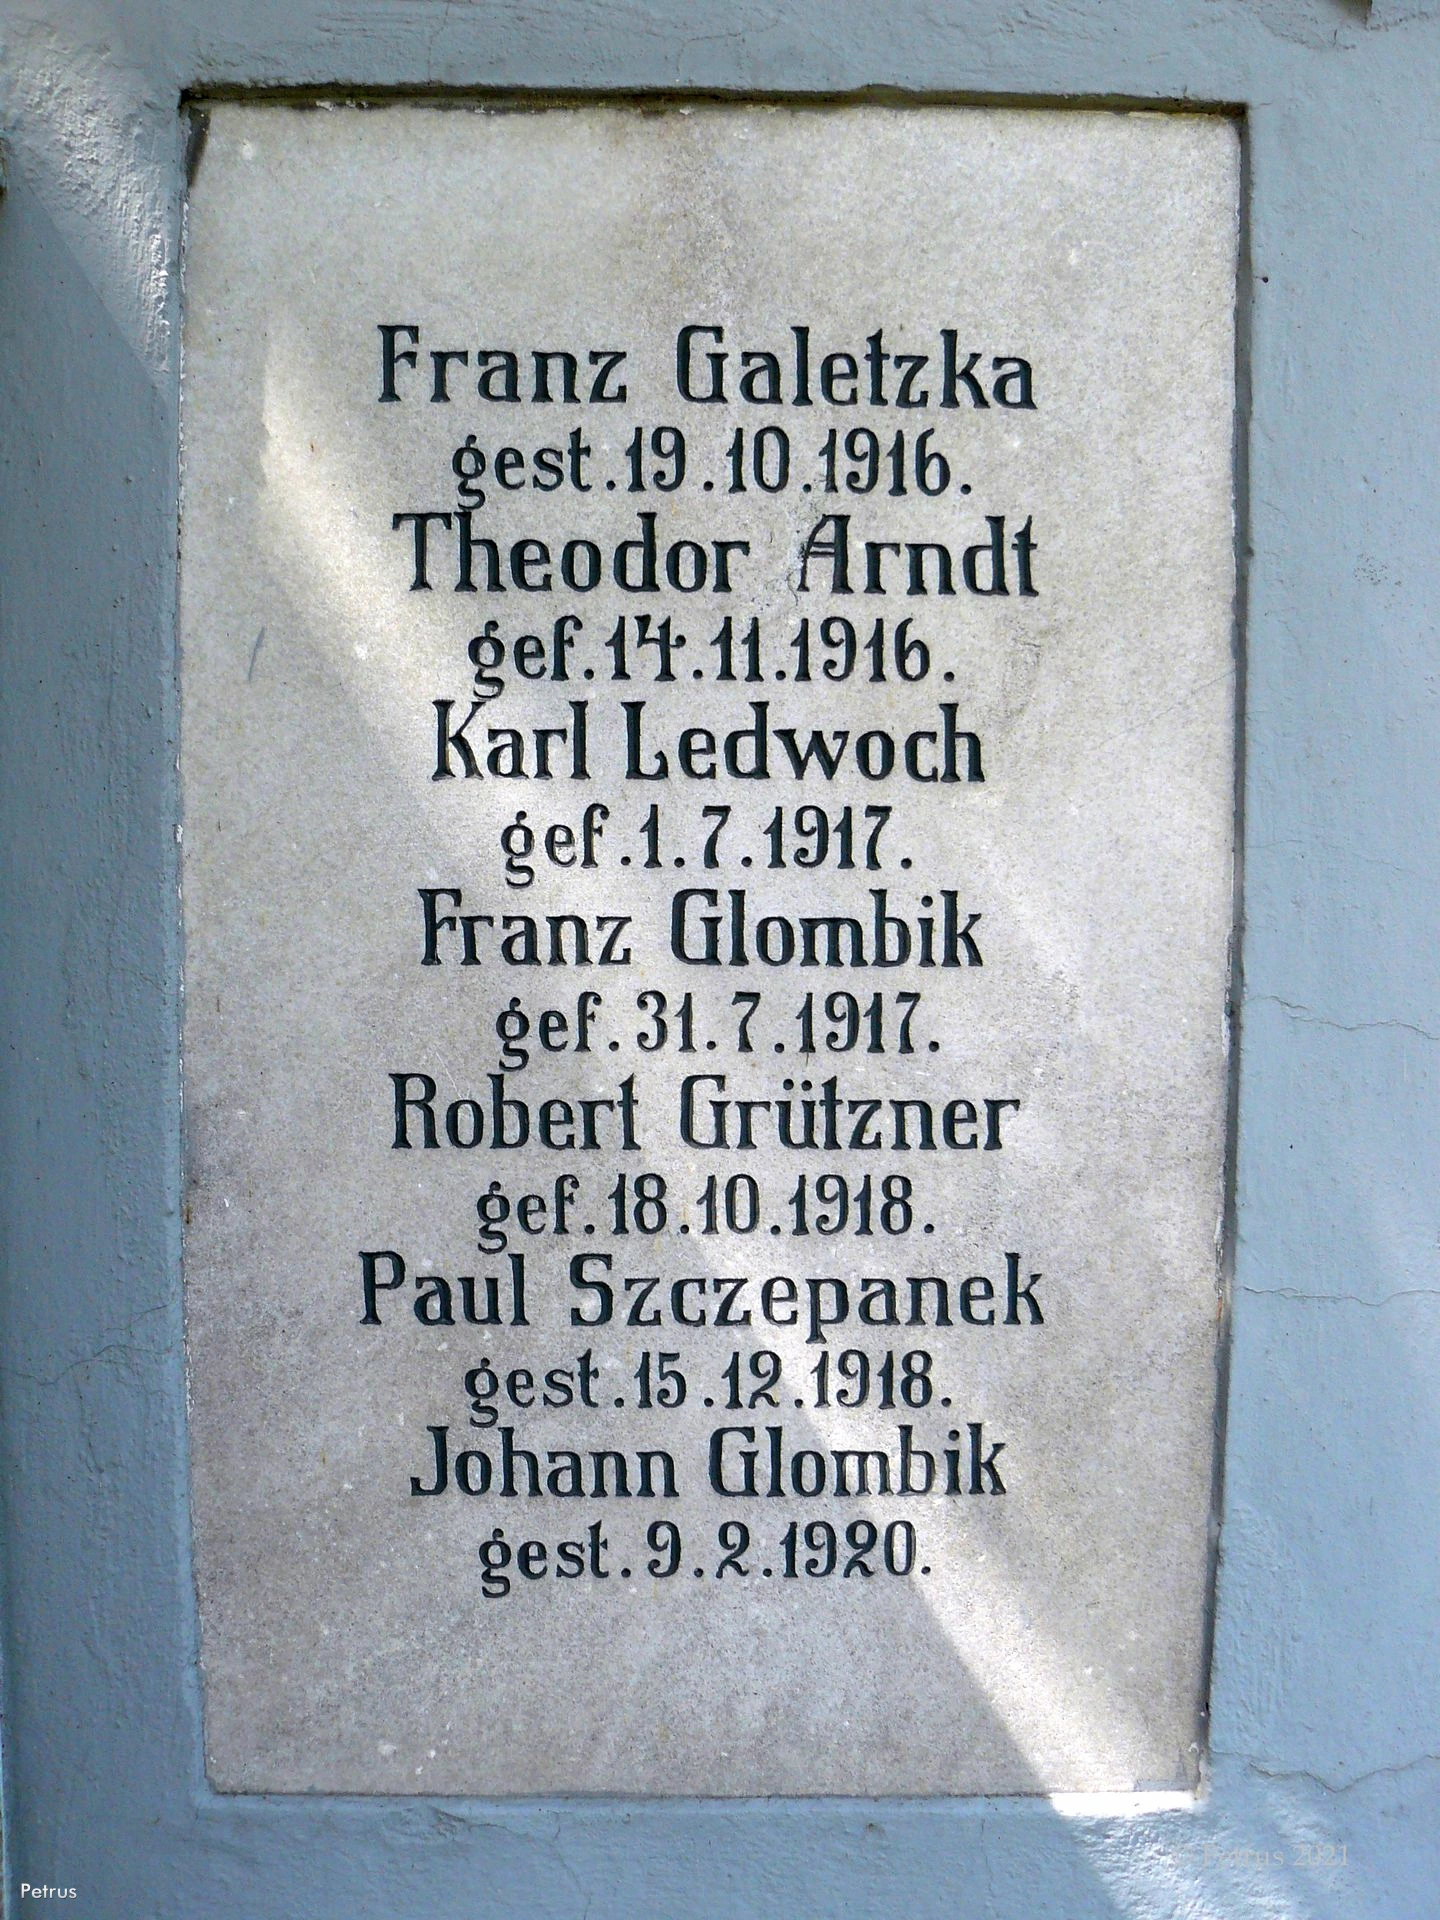 Franz Galetzka
gest. 19. 10. 1916.
Theodor Arndt
gef. 14. 11. 1916.
Karl Ledwoch
gef. 1. 7. 1917.
Franz Glombik
gef. 31. 7. 1917.
Robert Grützner
gef. 18. 10. 1918.
Paul Szczepanek
gest. 15. 12. 1918.
Johann Glombik
gest. 9. 2. 1920.
© Petrus 2021
Petrus